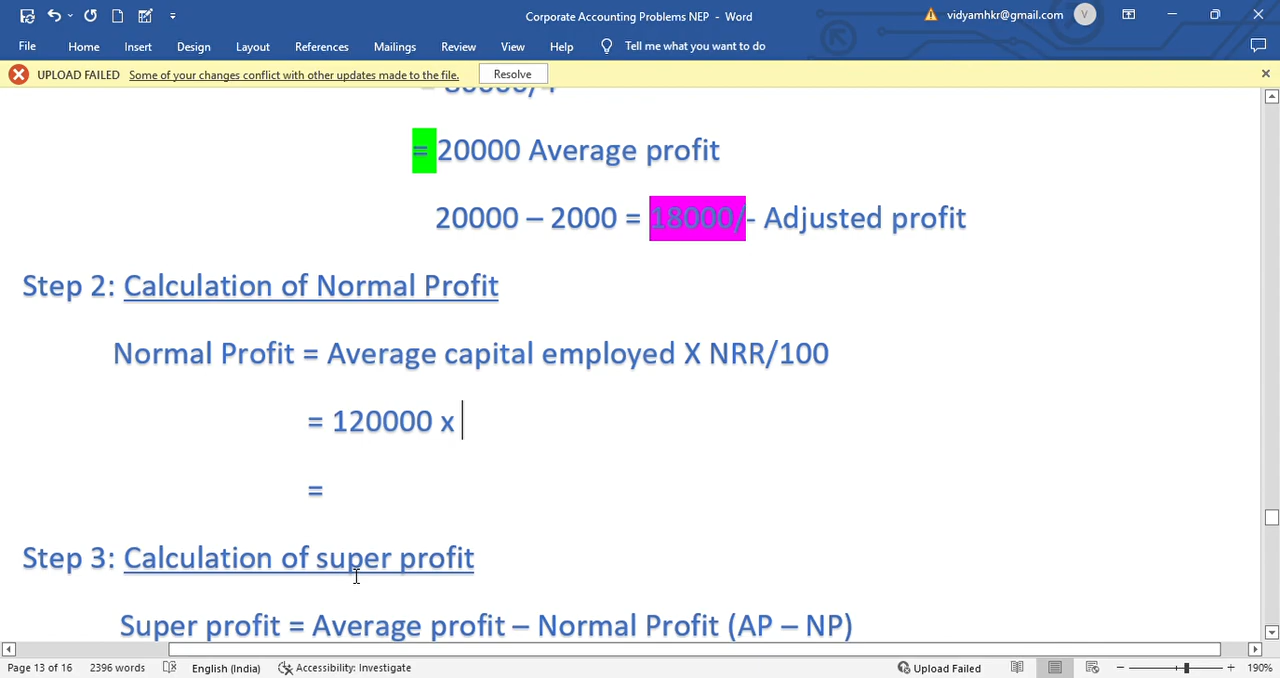 Corporate Accounting Problems NEP - Word
vidyamhkr@gmail.com
V
File Home Insert Design Layout References Mailings Review View Help Tell me what you want to do
UPLOAD FAILED Some of your changes conflict with other updates made to the file. Resolve
= 80000/4
= 20000 Average profit
20000 – 2000 = 18000/- Adjusted profit
Step 2: Calculation of Normal Profit
Normal Profit = Average capital employed X NRR/100
= 120000 x
=
Step 3: Calculation of super profit
Super profit = Average profit – Normal Profit (AP – NP)
Page 13 of 16 2396 words English (India) Accessibility: Investigate Upload Failed 190%